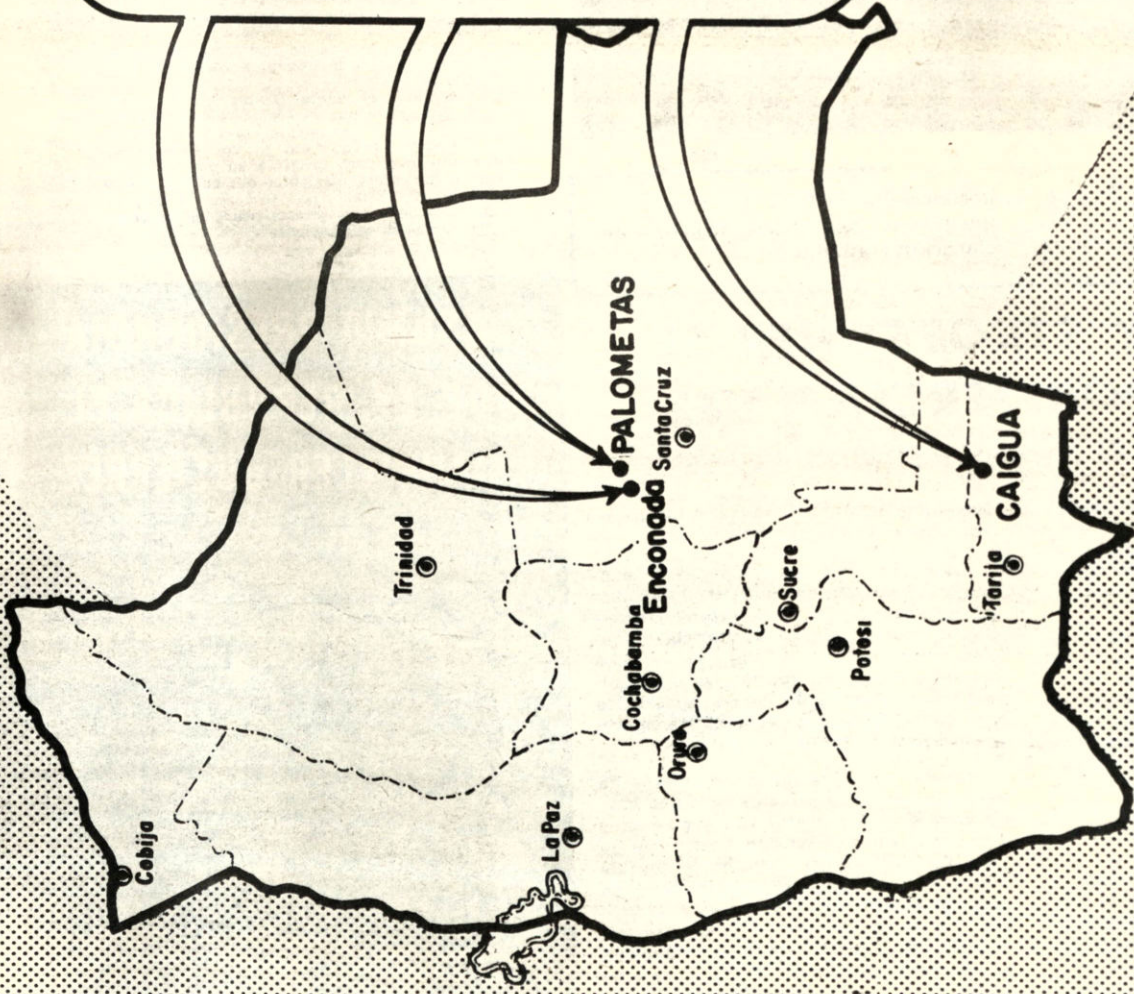 Cobija
Trinidad
La Paz
PALOMETAS
Cochabamba
Enconada
Santa Cruz
Oruro
Sucre
Potosi
Tarija
CAIGUA